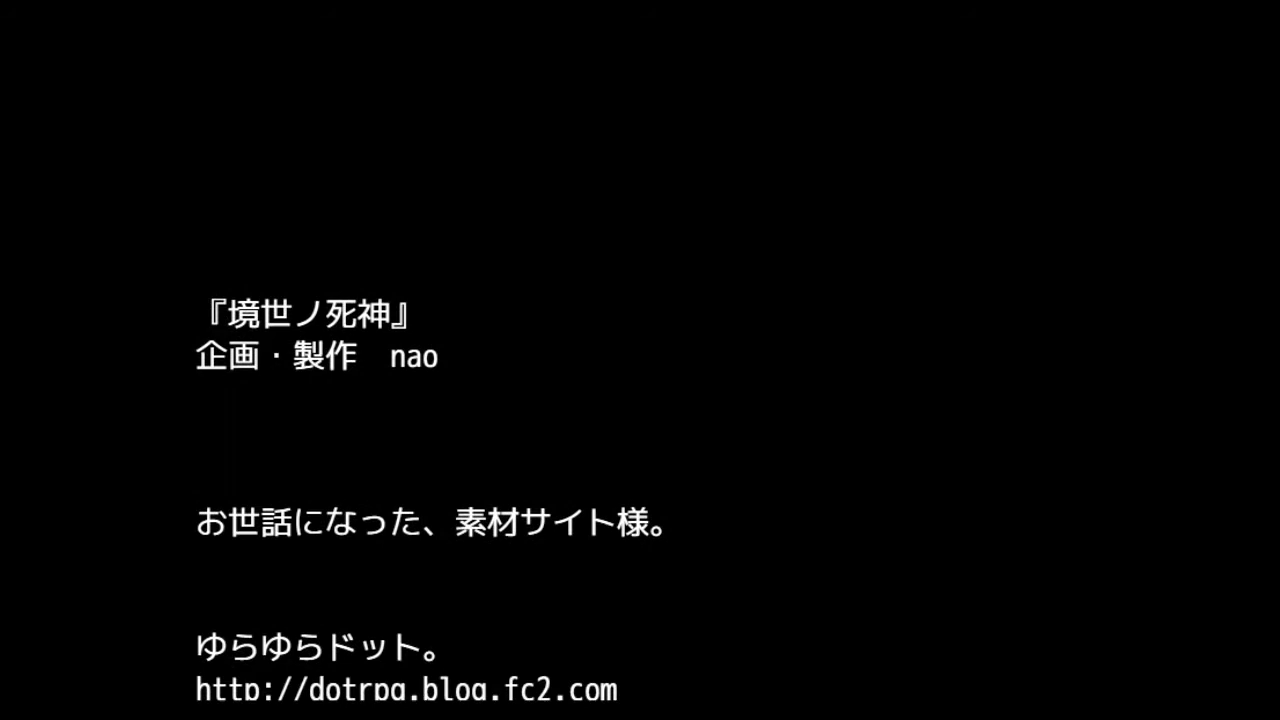 『境世ノ死神』
企画・製作　nao
お世話になった、素材サイト様。
ゆらゆらドット。
http://dotrpg.blog.fc2.com